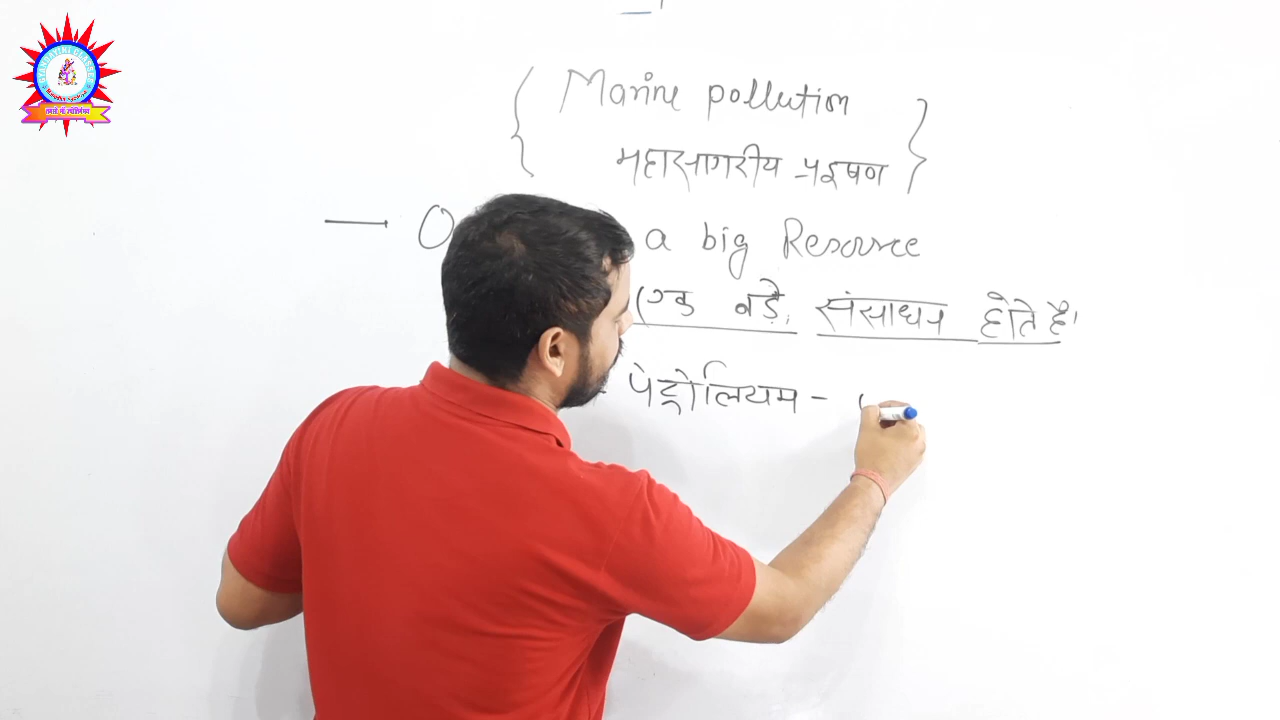 Marine pollution
महासागरीय प्रदूषण
a big Resource
(एक बड़े संसाधन होते है।
पेट्रोलियम -